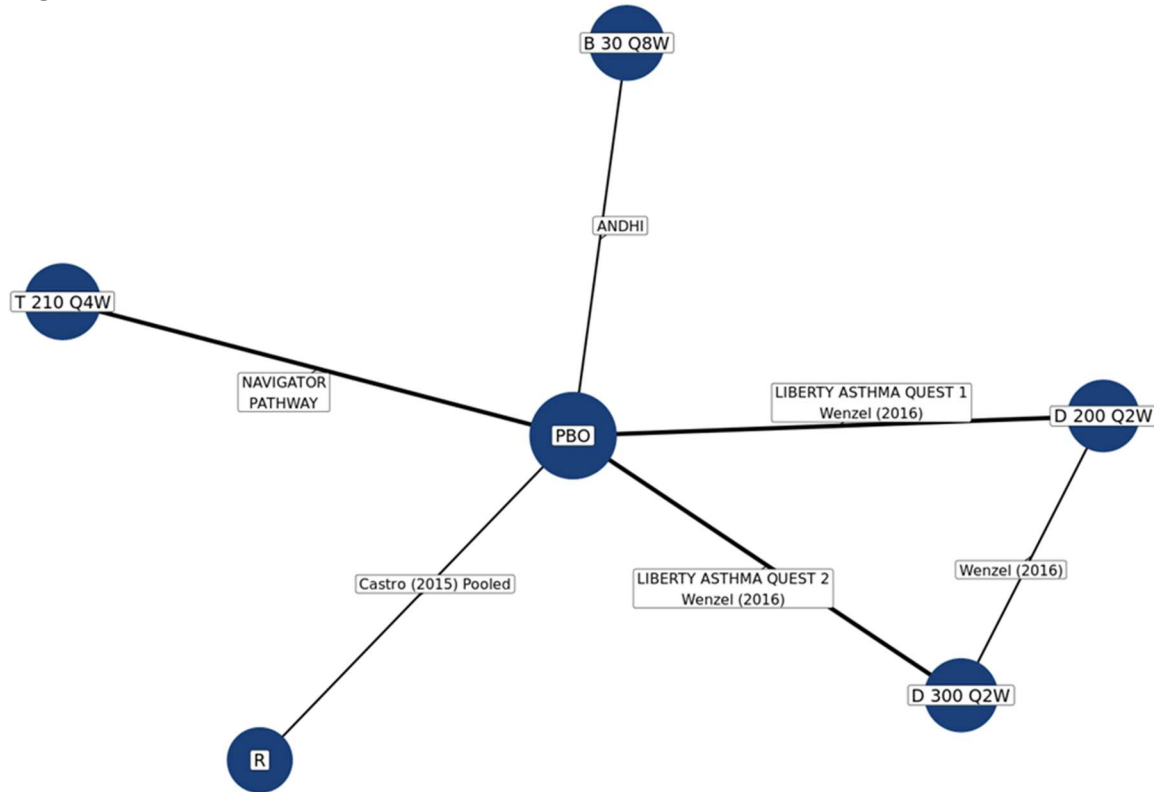 B 30 Q8W
ANDHI
T 210 Q4W
NAVIGATOR
PATHWAY
LIBERTY ASTHMA QUEST 1
Wenzel (2016)
D 200 Q2W
PBO
Castro (2015) Pooled
LIBERTY ASTHMA QUEST 2
Wenzel (2016)
Wenzel (2016)
D 300 Q2W
R